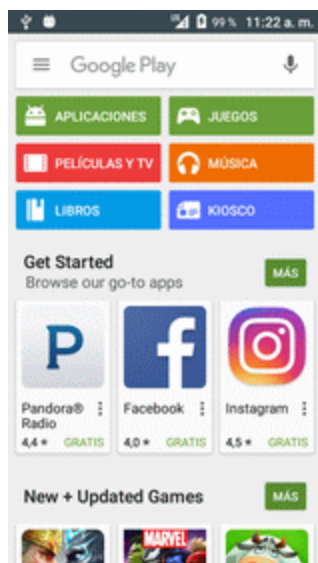 99 % 11:22 a. m.
Google Play
APLICACIONES
JUEGOS
PELÍCULAS Y TV
MÚSICA
LIBROS
KIOSCO
Get Started
MÁS
Browse our go-to apps
P
f
Pandora®
Radio
Facebook
Instagram
4,4 ★ GRATIS
4,0 ★ GRATIS
4,5 ★ GRATIS
New + Updated Games
MÁS
MARVEL